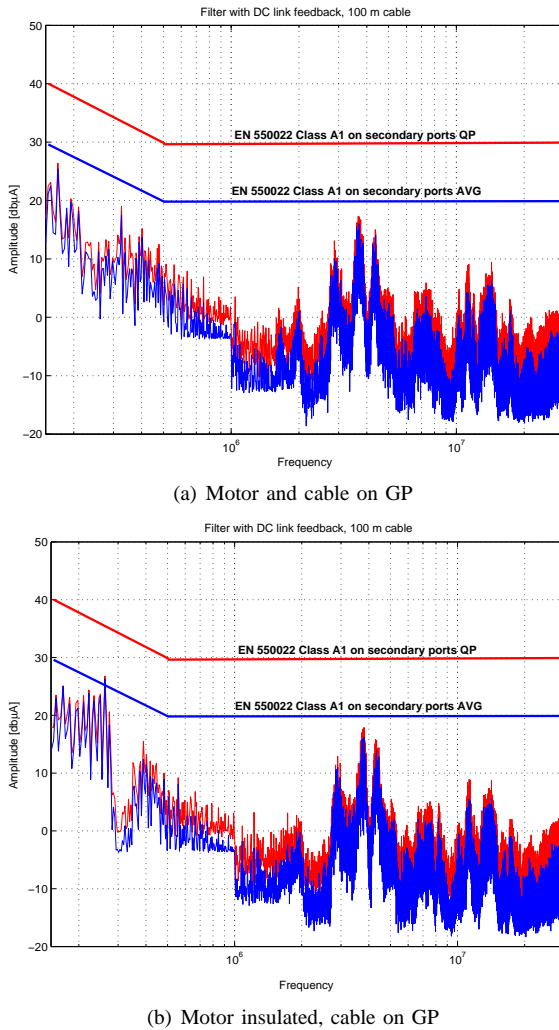 Filter with DC link feedback, 100 m cable
50
40
30
20
10
0
−10
−20
Amplitude [dbµA]
EN 550022 Class A1 on secondary ports QP
EN 550022 Class A1 on secondary ports AVG
10^6
10^7
Frequency
(a) Motor and cable on GP
Filter with DC link feedback, 100 m cable
50
40
30
20
10
0
−10
−20
Amplitude [dbµA]
EN 550022 Class A1 on secondary ports QP
EN 550022 Class A1 on secondary ports AVG
10^6
10^7
Frequency
(b) Motor insulated, cable on GP